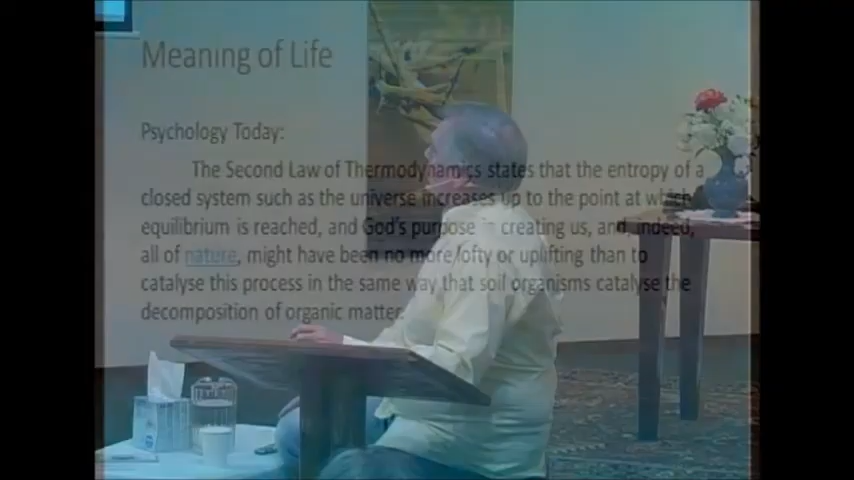 Meaning of Life
Psychology Today:
The Second Law of Thermodynamics states that the entropy of a
closed system such as the universe increases up to the point at which
equilibrium is reached, and God's purpose in creating us, and indeed,
all of nature, might have been no more lofty or uplifting than to
catalyse this process in the same way that soil organisms catalyse the
decomposition of organic matter.